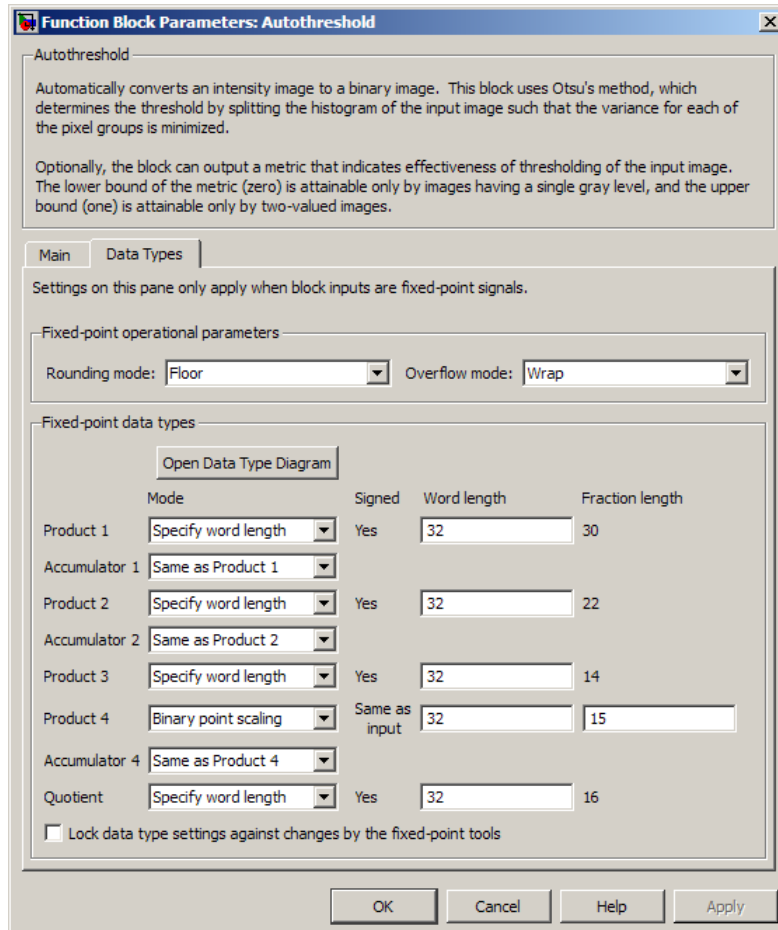 Function Block Parameters: Autothreshold
Autothreshold
Automatically converts an intensity image to a binary image. This block uses Otsu's method, which
determines the threshold by splitting the histogram of the input image such that the variance for each of
the pixel groups is minimized.
Optionally, the block can output a metric that indicates effectiveness of thresholding of the input image.
The lower bound of the metric (zero) is attainable only by images having a single gray level, and the upper
bound (one) is attainable only by two-valued images.
Main Data Types
Settings on this pane only apply when block inputs are fixed-point signals.
Fixed-point operational parameters
Rounding mode: Floor Overflow mode: Wrap
Fixed-point data types
Open Data Type Diagram
Mode Signed Word length Fraction length
Product 1 Specify word length Yes 32 30
Accumulator 1 Same as Product 1
Product 2 Specify word length Yes 32 22
Accumulator 2 Same as Product 2
Product 3 Specify word length Yes 32 14
Product 4 Binary point scaling Same as input 32 15
Accumulator 4 Same as Product 4
Quotient Specify word length Yes 32 16
Lock data type settings against changes by the fixed-point tools
OK Cancel Help Apply